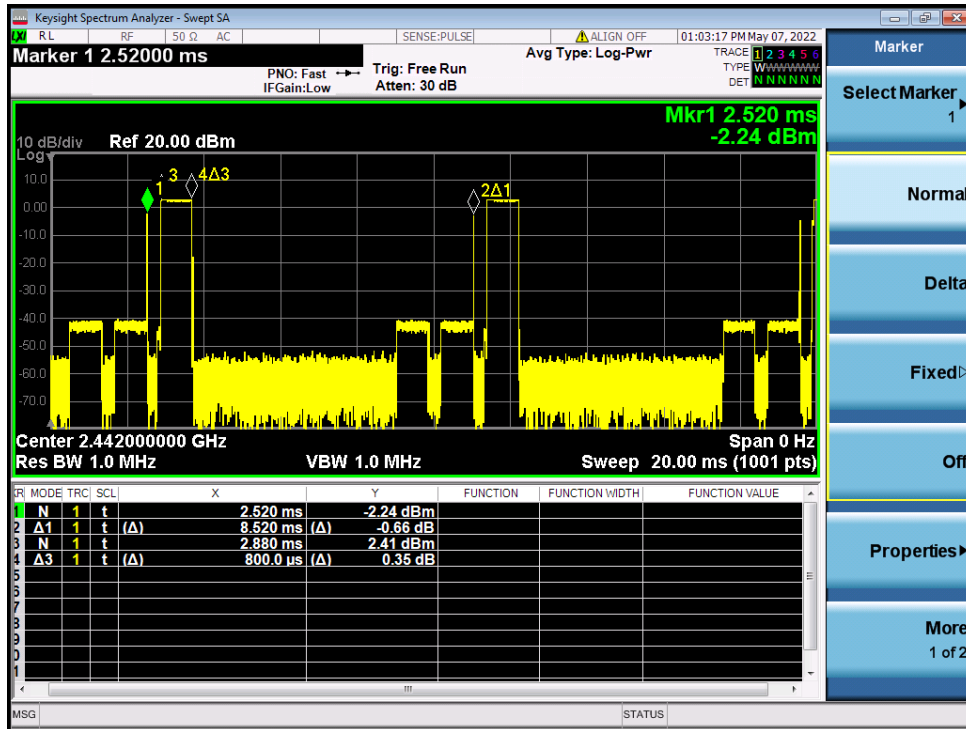 Keysight Spectrum Analyzer - Swept SA
LXI RL RF 50 Ω AC SENSE:PULSE ALIGN OFF 01:03:17 PM May 07, 2022
Marker 1 2.52000 ms
PNO: Fast
IFGain:Low
Trig: Free Run
Atten: 30 dB
Avg Type: Log-Pwr
TRACE 1 2 3 4 5 6
TYPE WWWWWWW
DET N N N N N N
Mkr1 2.520 ms
-2.24 dBm
10 dB/div Ref 20.00 dBm
Log
10.0
0.00
-10.0
-20.0
-30.0
-40.0
-50.0
-60.0
-70.0
1
3
4Δ3
2Δ1
Center 2.442000000 GHz Span 0 Hz
Res BW 1.0 MHz VBW 1.0 MHz Sweep 20.00 ms (1001 pts)
MODE TRC SCL X Y FUNCTION FUNCTION WIDTH FUNCTION VALUE
1 N 1 t 2.520 ms -2.24 dBm
2 Δ1 1 t (Δ) 8.520 ms (Δ) -0.66 dB
3 N 1 t 2.880 ms 2.41 dBm
4 Δ3 1 t (Δ) 800.0 µs (Δ) 0.35 dB
5
6
7
8
9
MSG STATUS
Marker
Select Marker
1
Normal
Delta
Fixed
Off
Properties
More
1 of 2